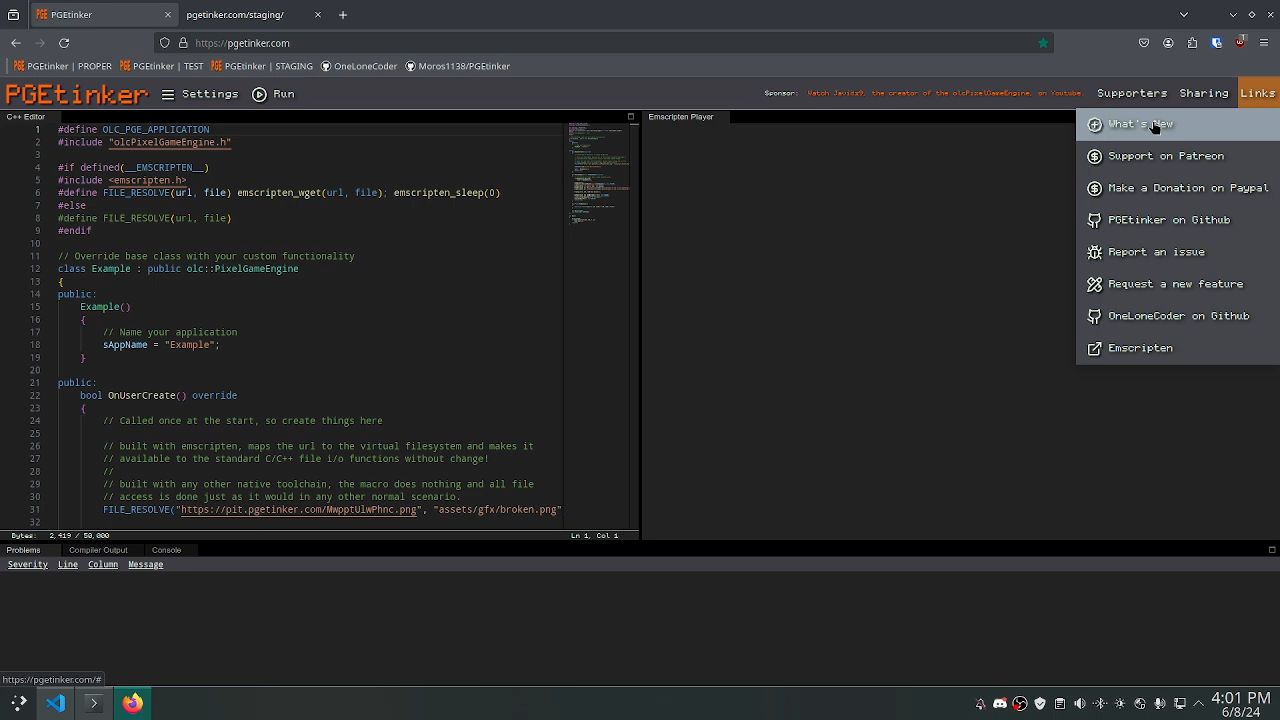 PGEtinker
pgetinker.com/staging/
https://pgetinker.com
PGEtinker | PROPER
PGEtinker | TEST
PGEtinker | STAGING
OneLoneCoder
Moros1138/PGEtinker
PGEtinker
Settings
Run
Sponsor:
Watch Javidx9, the creator of the olcPixelGameEngine, on Youtube.
Supporters
Sharing
Links
C++ Editor
1 #define OLC_PGE_APPLICATION
2 #include "olcPixelGameEngine.h"
3
4 #if defined(__EMSCRIPTEN__)
5 #include <emscripten.h>
6 #define FILE_RESOLVE(url, file) emscripten_wget(url, file); emscripten_sleep(0)
7 #else
8 #define FILE_RESOLVE(url, file)
9 #endif
10
11 // Override base class with your custom functionality
12 class Example : public olc::PixelGameEngine
13 {
14 public:
15 Example()
16 {
17 // Name your application
18 sAppName = "Example";
19 }
20
21 public:
22 bool OnUserCreate() override
23 {
24 // Called once at the start, so create things here
25
26 // built with emscripten, maps the url to the virtual filesystem and makes it
27 // available to the standard C/C++ file i/o functions without change!
28 //
29 // built with any other native toolchain, the macro does nothing and all file
30 // access is done just as it would in any other normal scenario.
31 FILE_RESOLVE("https://pit.pgetinker.com/MwpptUlwPhnc.png", "assets/gfx/broken.png"
32
Bytes: 2,419 / 50,000
Ln 1, Col 1
Emscripten Player
What's New
Support on Patreon
Support Directly on Paypal
PGEtinker on Github
Report an issue
Request a new feature
OneLoneCoder on Github
Emscripten
Problems
Compiler Output
Console
Severity Line Column Message
https://pgetinker.com/#
4:01 PM
6/8/24